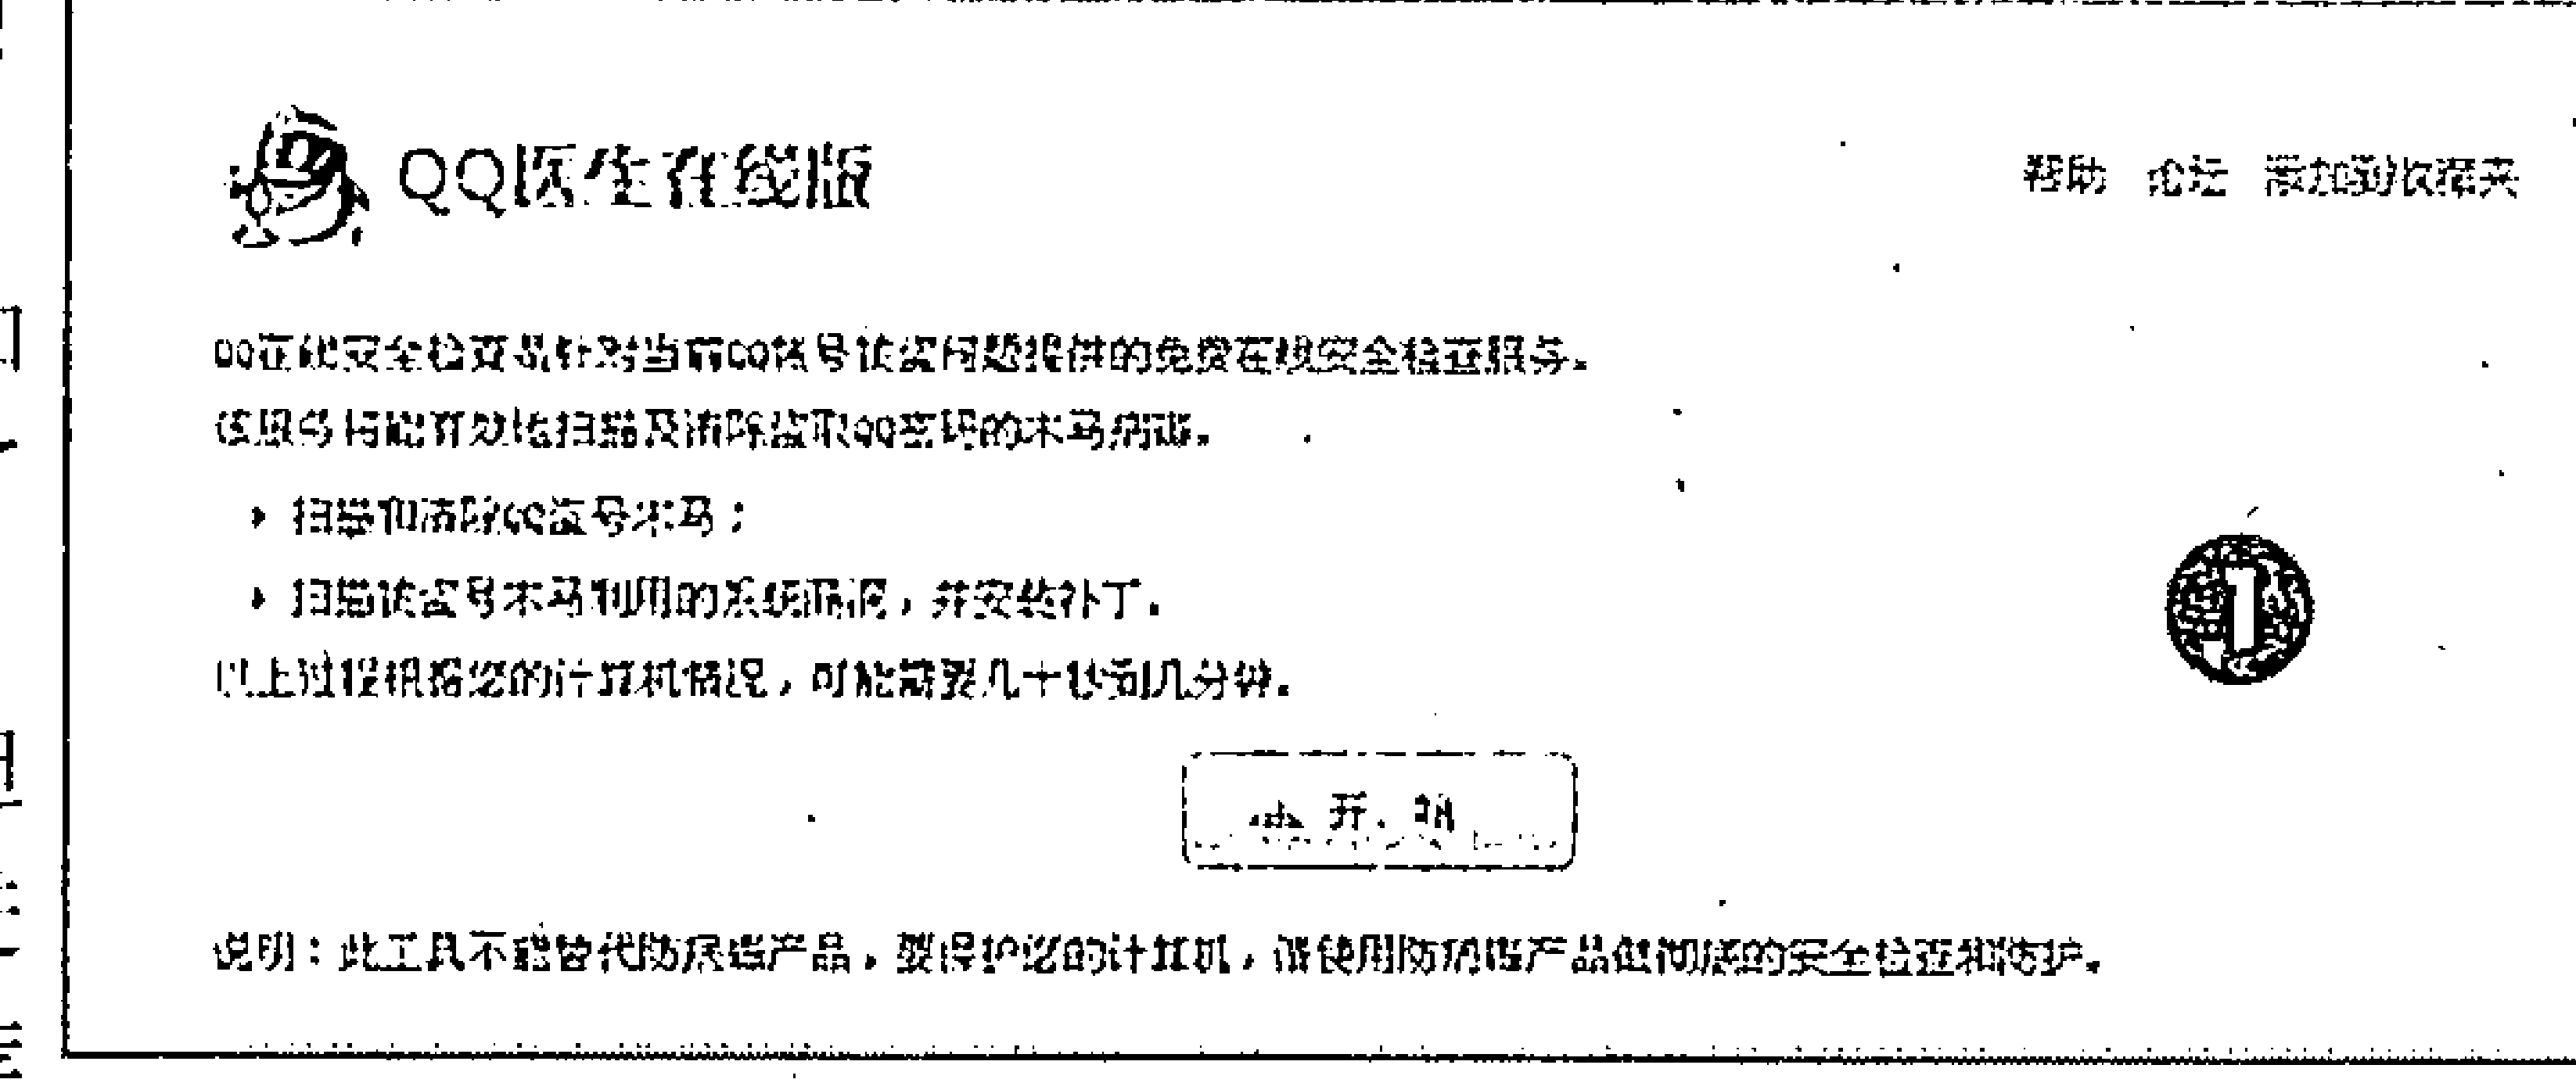 QQ医生在线版
帮助 论坛 添加到收藏夹
QQ在线安全检查是针对当前QQ帐号被盗问题提供的免费在线安全检查服务。
该服务将能有效地扫描及清除盗取QQ密码的木马病毒。
扫描和清除QQ盗号木马；
扫描被盗号木马利用的系统漏洞，并安装补丁。
以上过程根据您的计算机情况，可能需要几十秒到几分钟。
说明：此工具不能替代防病毒产品，要保护您的计算机，请使用防病毒产品做彻底的安全检查和防护。